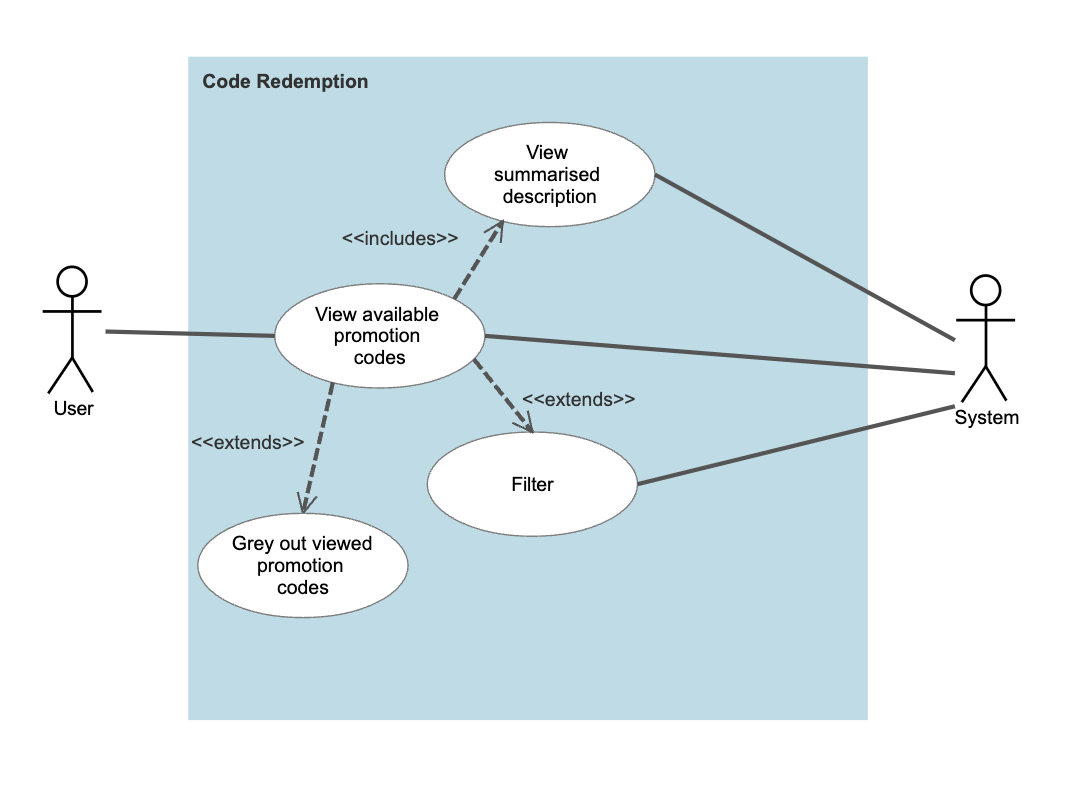 Code Redemption
View
summarised
description
<<includes>>
View available
promotion
codes
User
<<extends>>
System
<<extends>>
Filter
Grey out viewed
promotion
codes